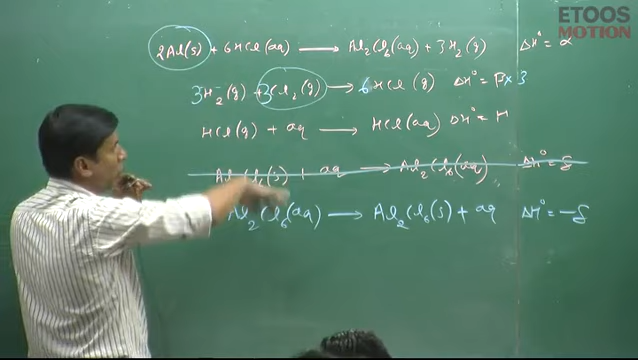 ETOOS
MOTION
2Al(s) + 6HCl(aq) ⟶ Al₂Cl₆(aq) + 3H₂(g) ΔH° = α
3H₂(g) + 3Cl₂(g) ⟶ 6HCl(g) ΔH° = β × 3
HCl(g) + aq ⟶ HCl(aq) ΔH° = μ
Al₂Cl₆(s) + aq ⟶ Al₂Cl₆(aq) ΔH° = δ
Al₂Cl₆(aq) ⟶ Al₂Cl₆(s) + aq ΔH° = -δ